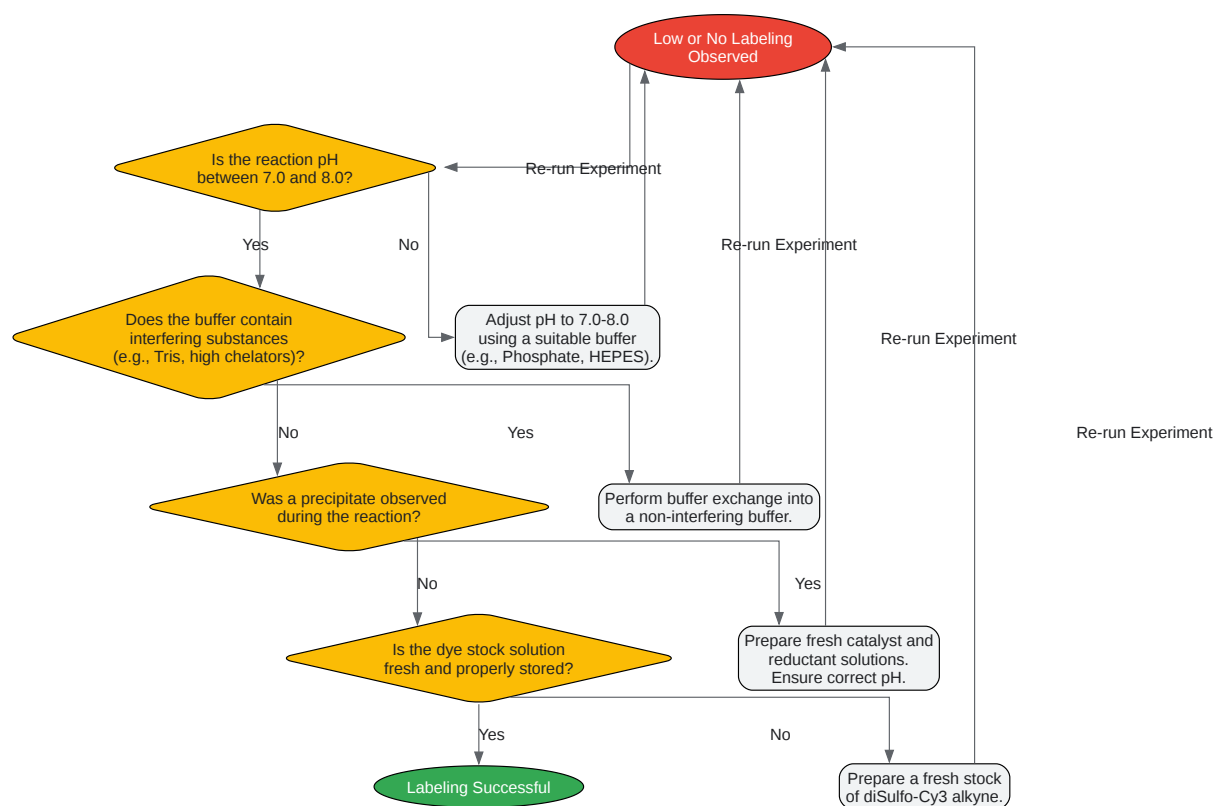 Low or No Labeling
Observed
Is the reaction pH
between 7.0 and 8.0?
Re-run Experiment
Yes
No
Re-run Experiment
Does the buffer contain
interfering substances
(e.g., Tris, high chelators)?
Adjust pH to 7.0-8.0
using a suitable buffer
(e.g., Phosphate, HEPES).
Re-run Experiment
No
Yes
Re-run Experiment
Was a precipitate observed
during the reaction?
Perform buffer exchange into
a non-interfering buffer.
No
Yes
Is the dye stock solution
fresh and properly stored?
Prepare fresh catalyst and
reductant solutions.
Ensure correct pH.
Yes
No
Labeling Successful
Prepare a fresh stock
of diSulfo-Cy3 alkyne.